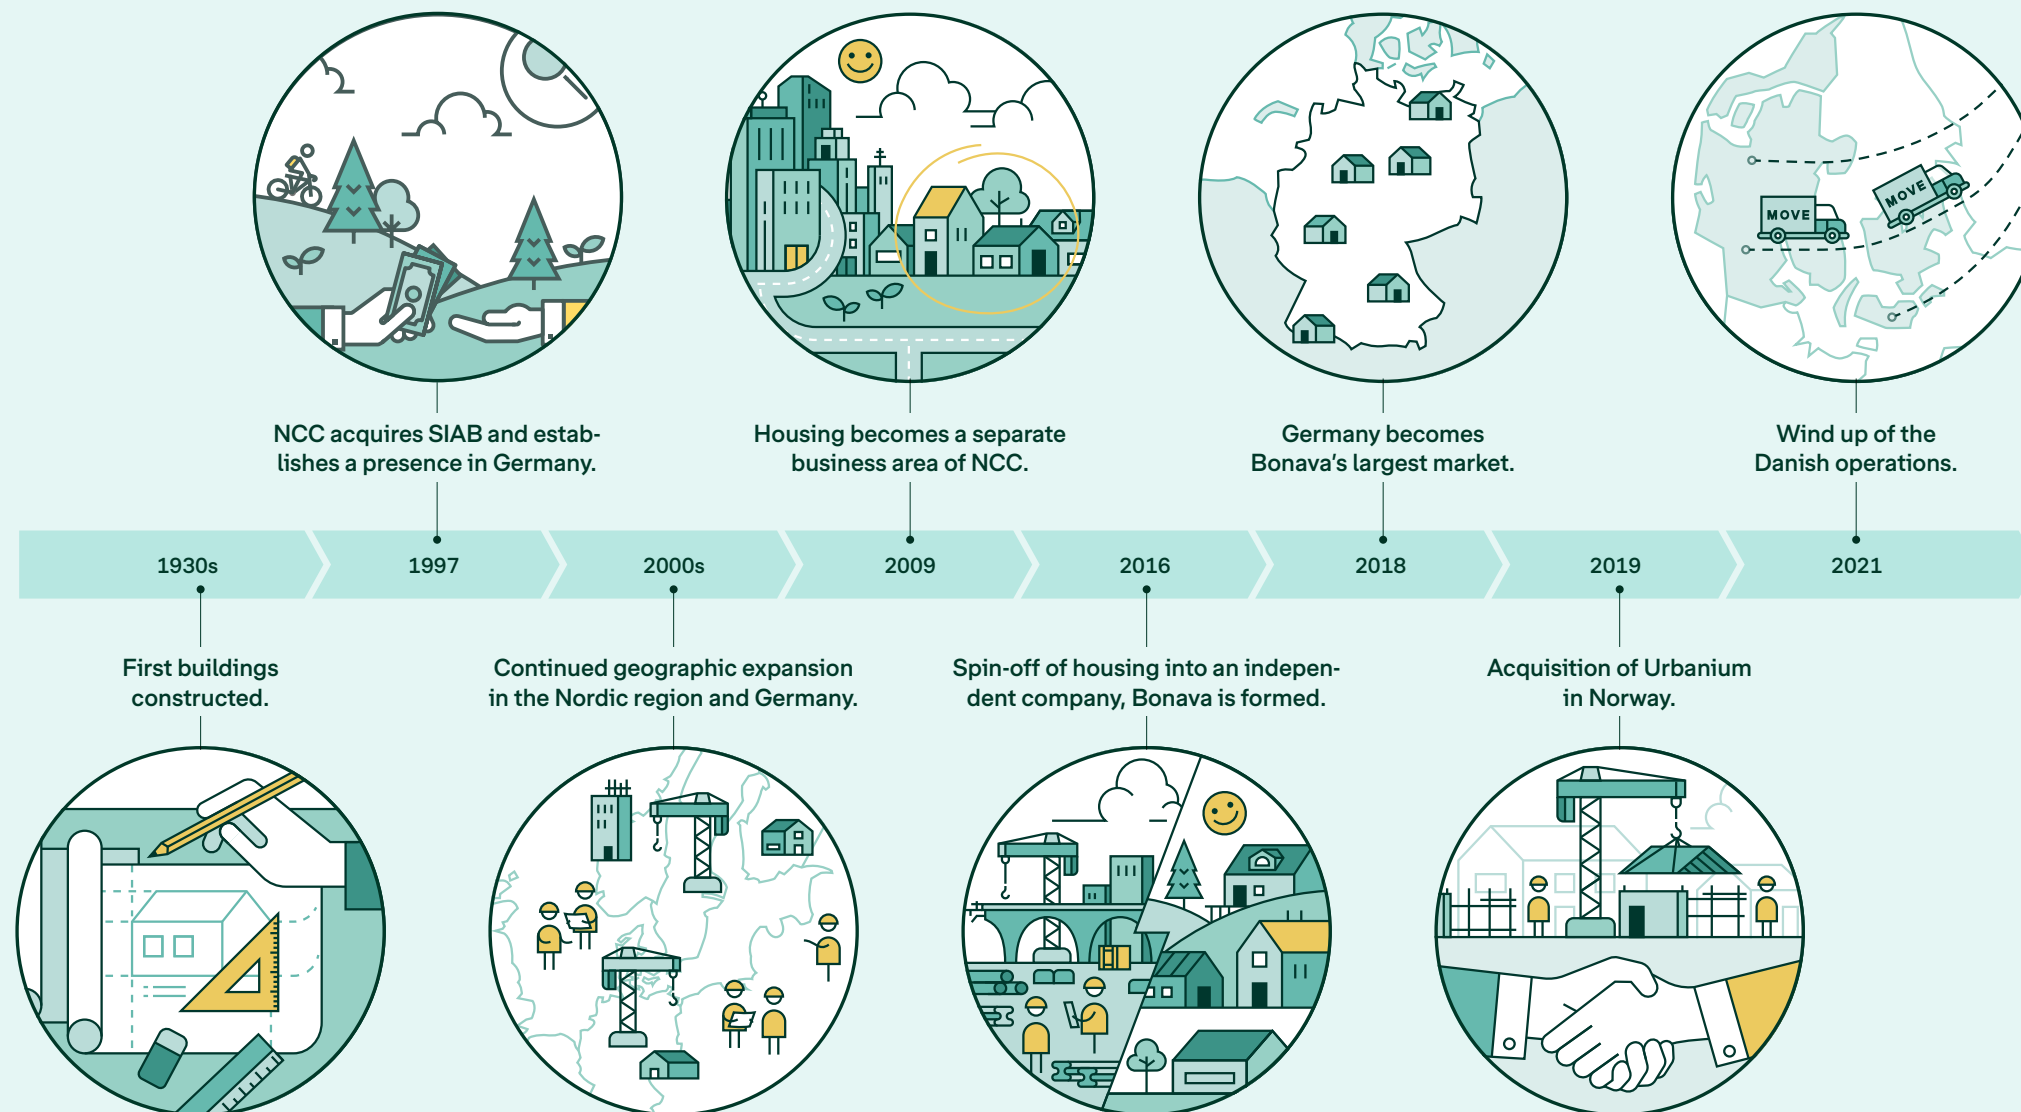 MOVE
MOVE
NCC acquires SIAB and estab-
lishes a presence in Germany.
Housing becomes a separate
business area of NCC.
Germany becomes
Bonava’s largest market.
Wind up of the
Danish operations.
1930s
1997
2000s
2009
2016
2018
2019
2021
First buildings
constructed.
Continued geographic expansion
in the Nordic region and Germany.
Spin-off of housing into an indepen-
dent company, Bonava is formed.
Acquisition of Urbanium
in Norway.